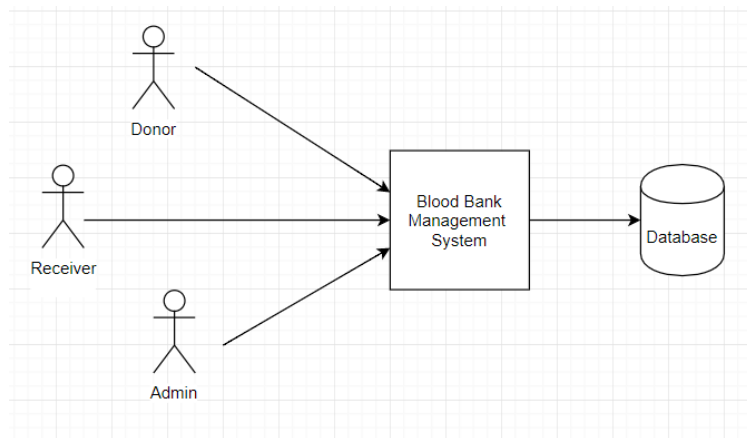 Donor
Receiver
Admin
Blood Bank
Management
System
Database